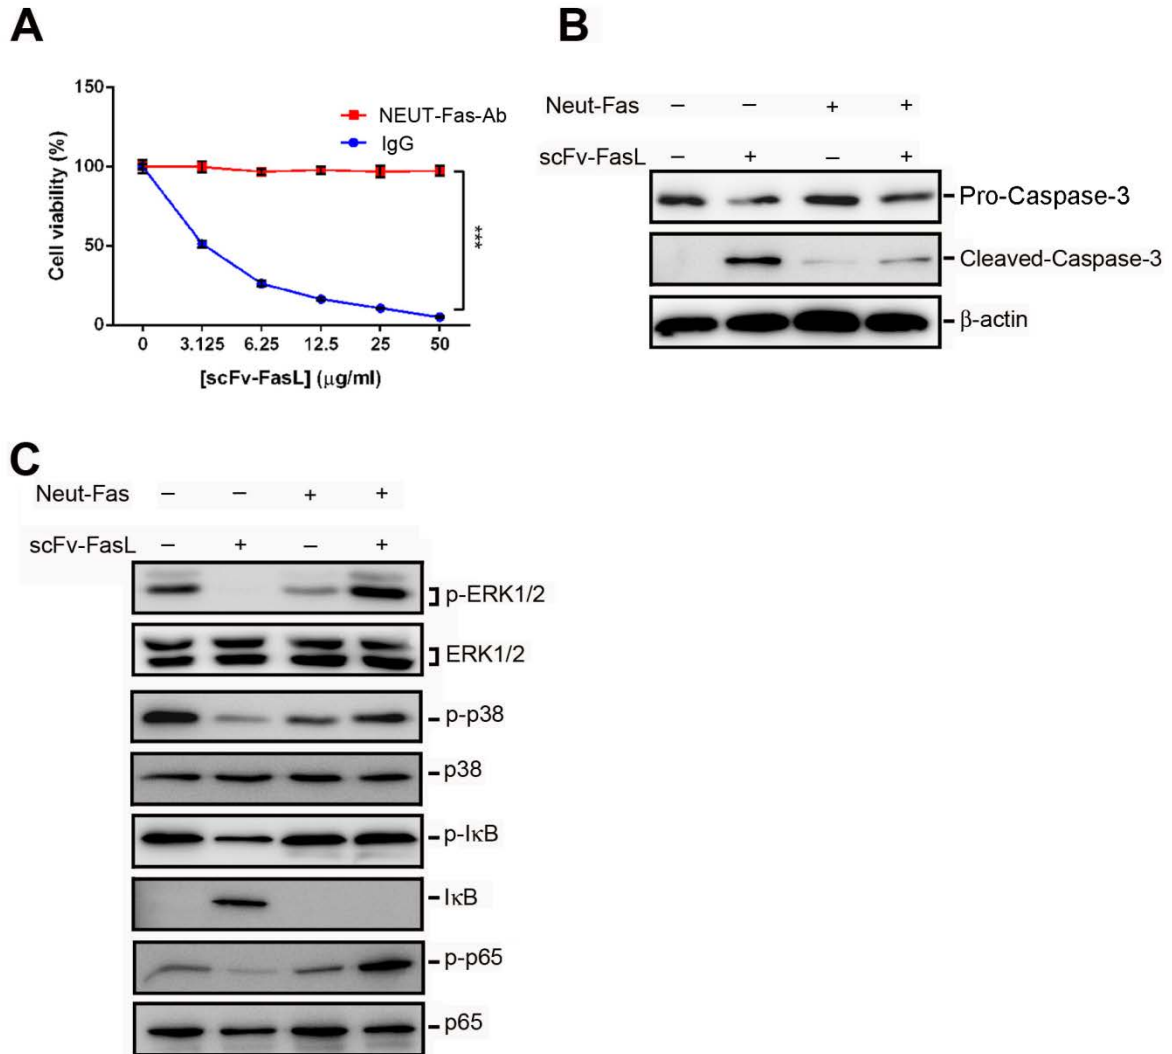 A
150
100
50
0
Cell viability (%)
NEUT-Fas-Ab
IgG
***
0 3.125 6.25 12.5 25 50
[scFv-FasL] (μg/ml)
B
Neut-Fas – – + +
scFv-FasL – + – +
Pro-Caspase-3
Cleaved-Caspase-3
β-actin
C
Neut-Fas – – + +
scFv-FasL – + – +
p-ERK1/2
ERK1/2
p-p38
p38
p-IκB
IκB
p-p65
p65